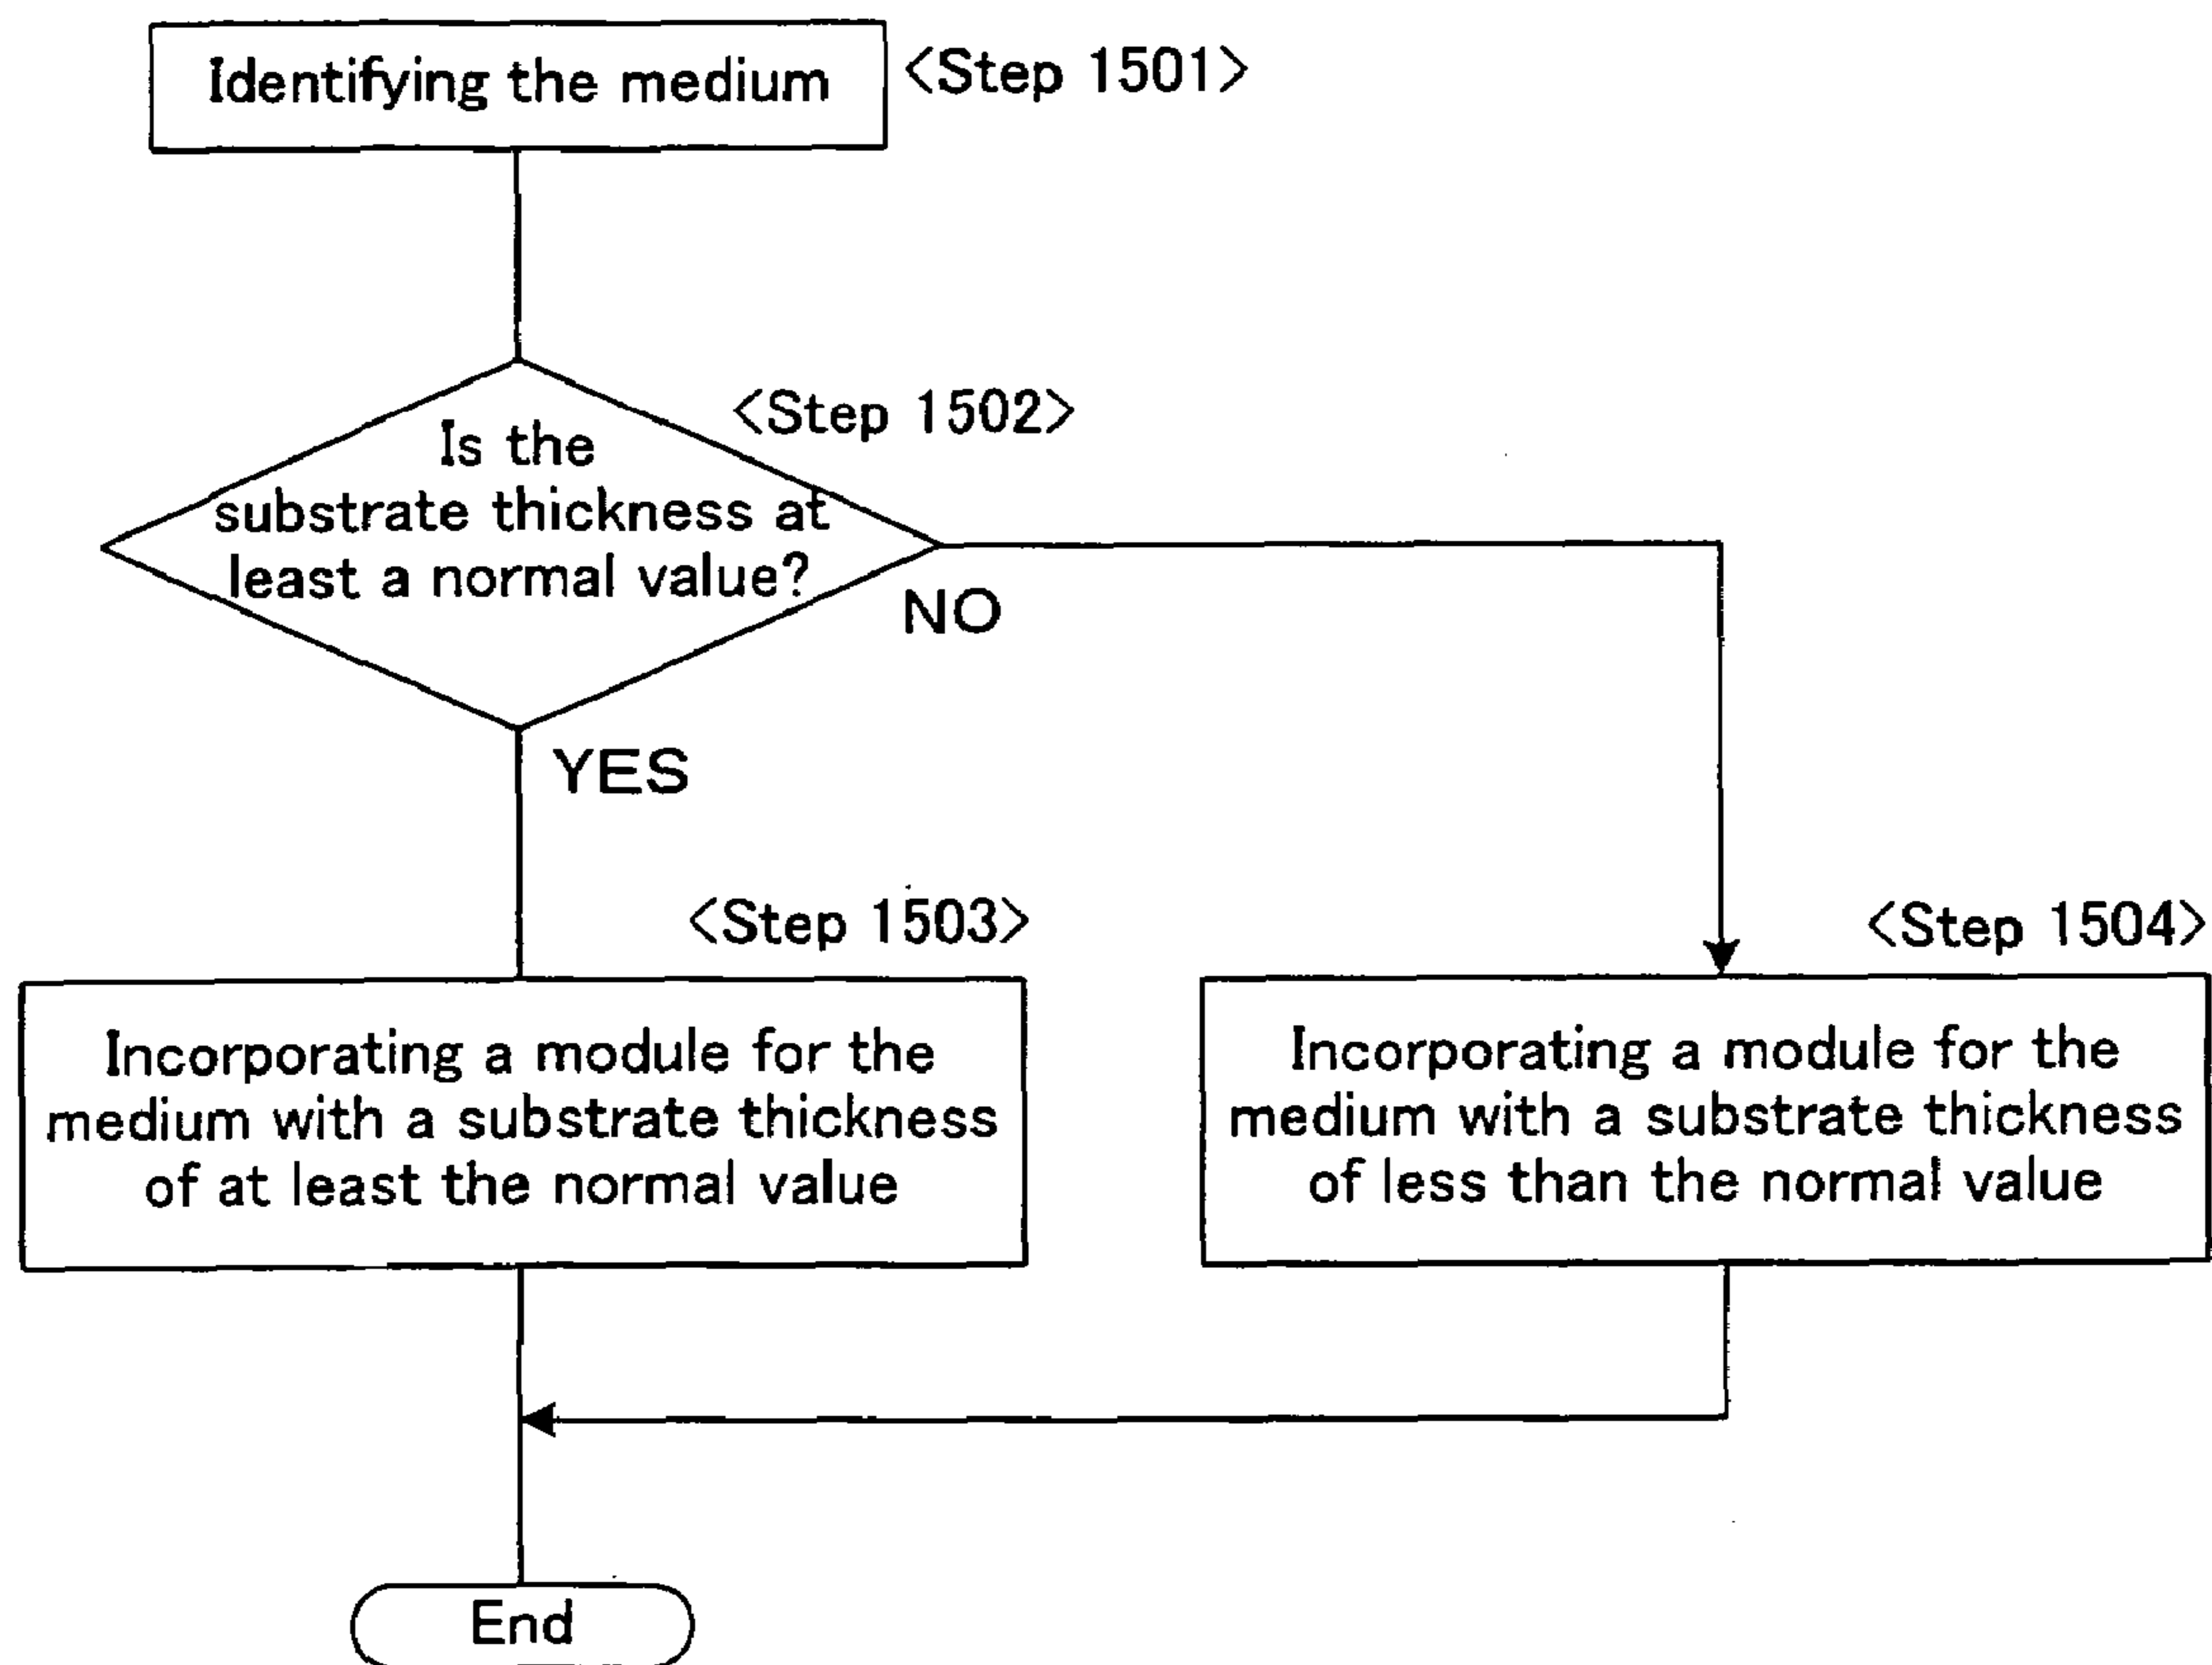 Identifying the medium
<Step 1501>
<Step 1502>
Is the
substrate thickness at
least a normal value?
NO
YES
<Step 1503>
Incorporating a module for the
medium with a substrate thickness
of at least the normal value
<Step 1504>
Incorporating a module for the
medium with a substrate thickness
of less than the normal value
End